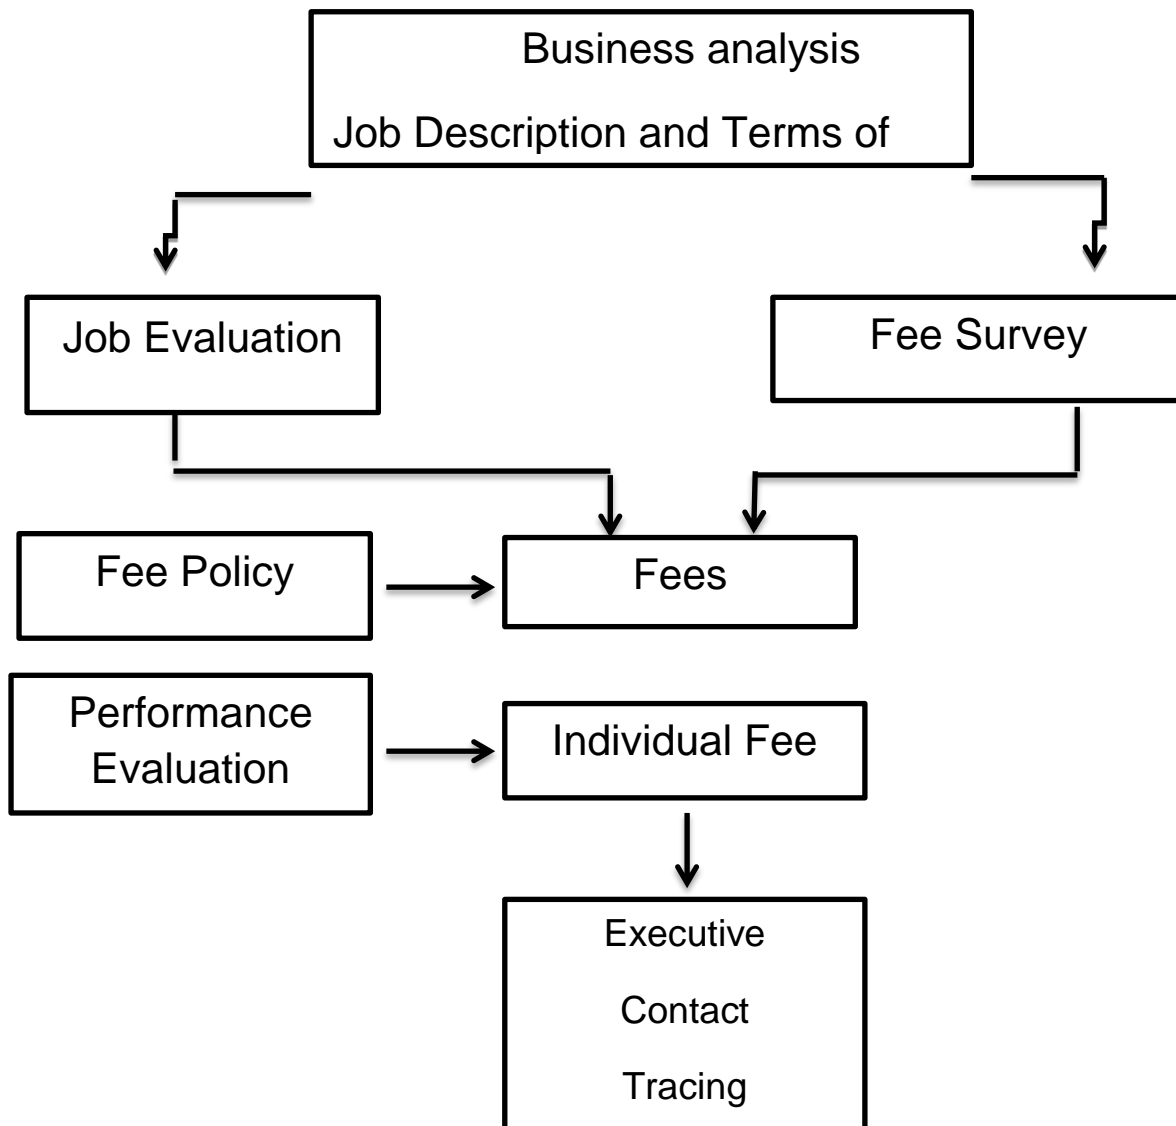 Business analysis
Job Description and Terms of
Job Evaluation
Fee Survey
Fee Policy
Fees
Performance
Evaluation
Individual Fee
Executive
Contact
Tracing